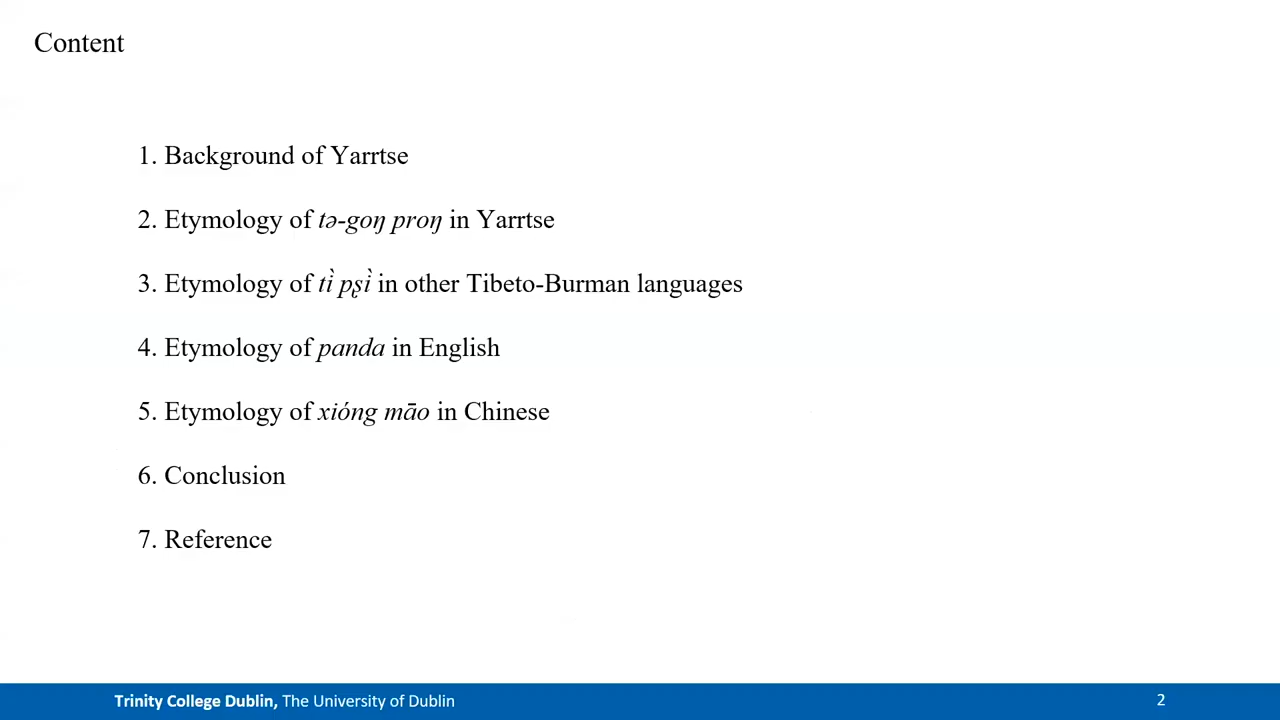 Content
1. Background of Yarrtse
2. Etymology of tə-goŋ proŋ in Yarrtse
3. Etymology of tì̀ pʂì̀ in other Tibeto-Burman languages
4. Etymology of panda in English
5. Etymology of xióng māo in Chinese
6. Conclusion
7. Reference
Trinity College Dublin, The University of Dublin
2